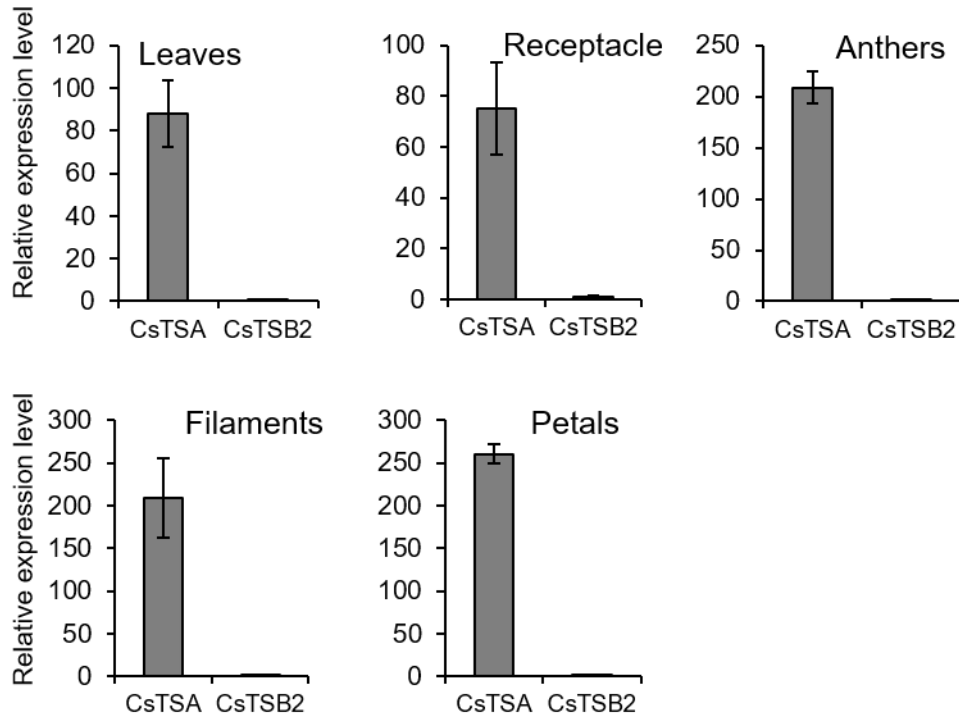 Relative expression level
Leaves
120
100
80
60
40
20
0
CsTSA CsTSB2
Receptacle
100
80
60
40
20
0
CsTSA CsTSB2
Anthers
250
200
150
100
50
0
CsTSA CsTSB2
Relative expression level
Filaments
300
250
200
150
100
50
0
CsTSA CsTSB2
Petals
300
250
200
150
100
50
0
CsTSA CsTSB2